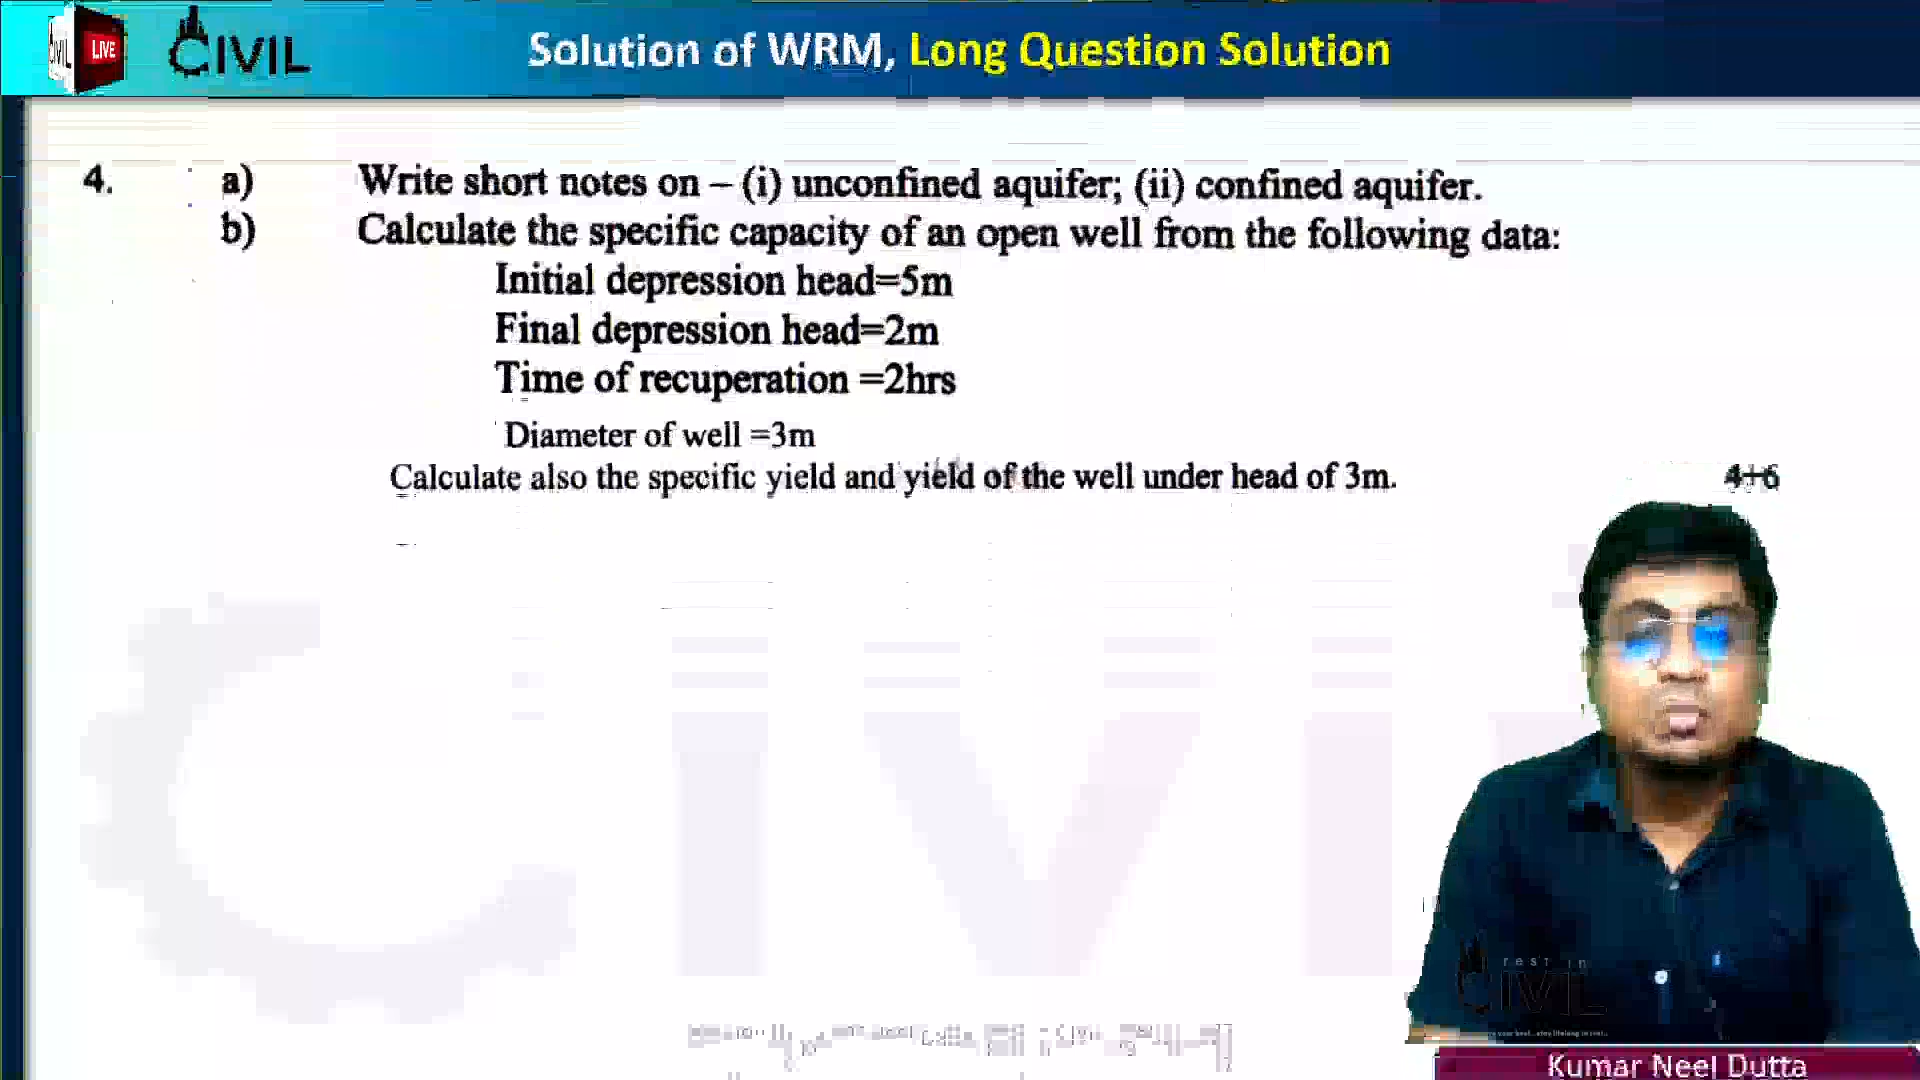 CIVIL LIVE
CIVIL
Solution of WRM, Long Question Solution
4. a) Write short notes on – (i) unconfined aquifer; (ii) confined aquifer.
b) Calculate the specific capacity of an open well from the following data:
Initial depression head=5m
Final depression head=2m
Time of recuperation =2hrs
Diameter of well =3m
Calculate also the specific yield and yield of the well under head of 3m. 4+6
rest in
CIVIL
Kumar Neel Dutta